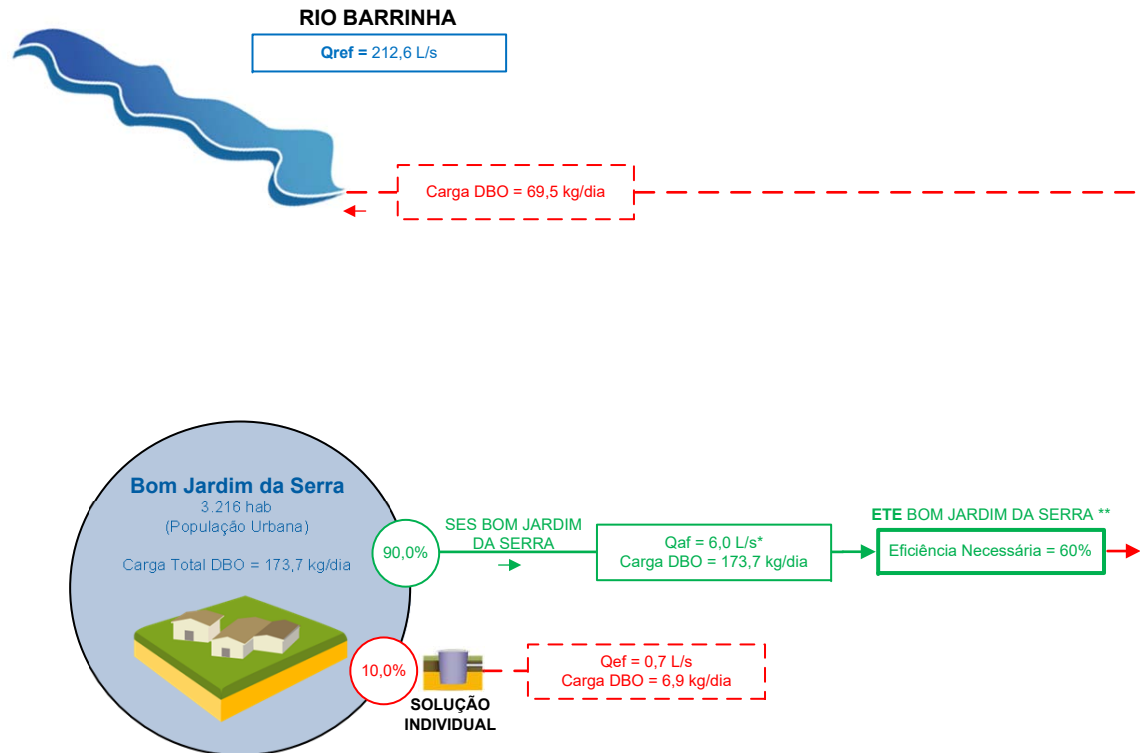 RIO BARRINHA
Qref = 212,6 L/s
Carga DBO = 69,5 kg/dia
Bom Jardim da Serra
3.216 hab
(População Urbana)
Carga Total DBO = 173,7 kg/dia
90,0%
SES BOM JARDIM
DA SERRA
Qaf = 6,0 L/s*
Carga DBO = 173,7 kg/dia
ETE BOM JARDIM DA SERRA **
Eficiência Necessária = 60%
10,0%
SOLUÇÃO
INDIVIDUAL
Qef = 0,7 L/s
Carga DBO = 6,9 kg/dia